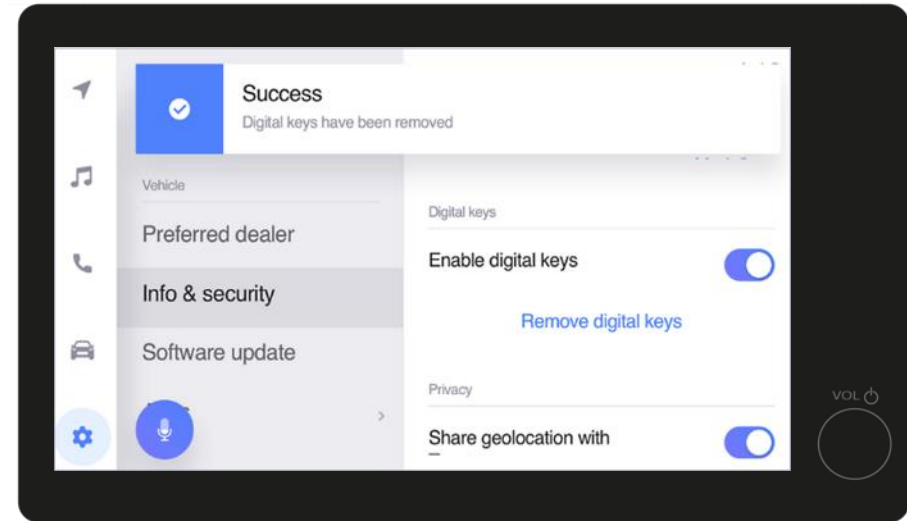 Success
Digital keys have been removed
Vehicle
Preferred dealer
Info & security
Software update
Digital keys
Enable digital keys
Remove digital keys
Privacy
Share geolocation with
VOL